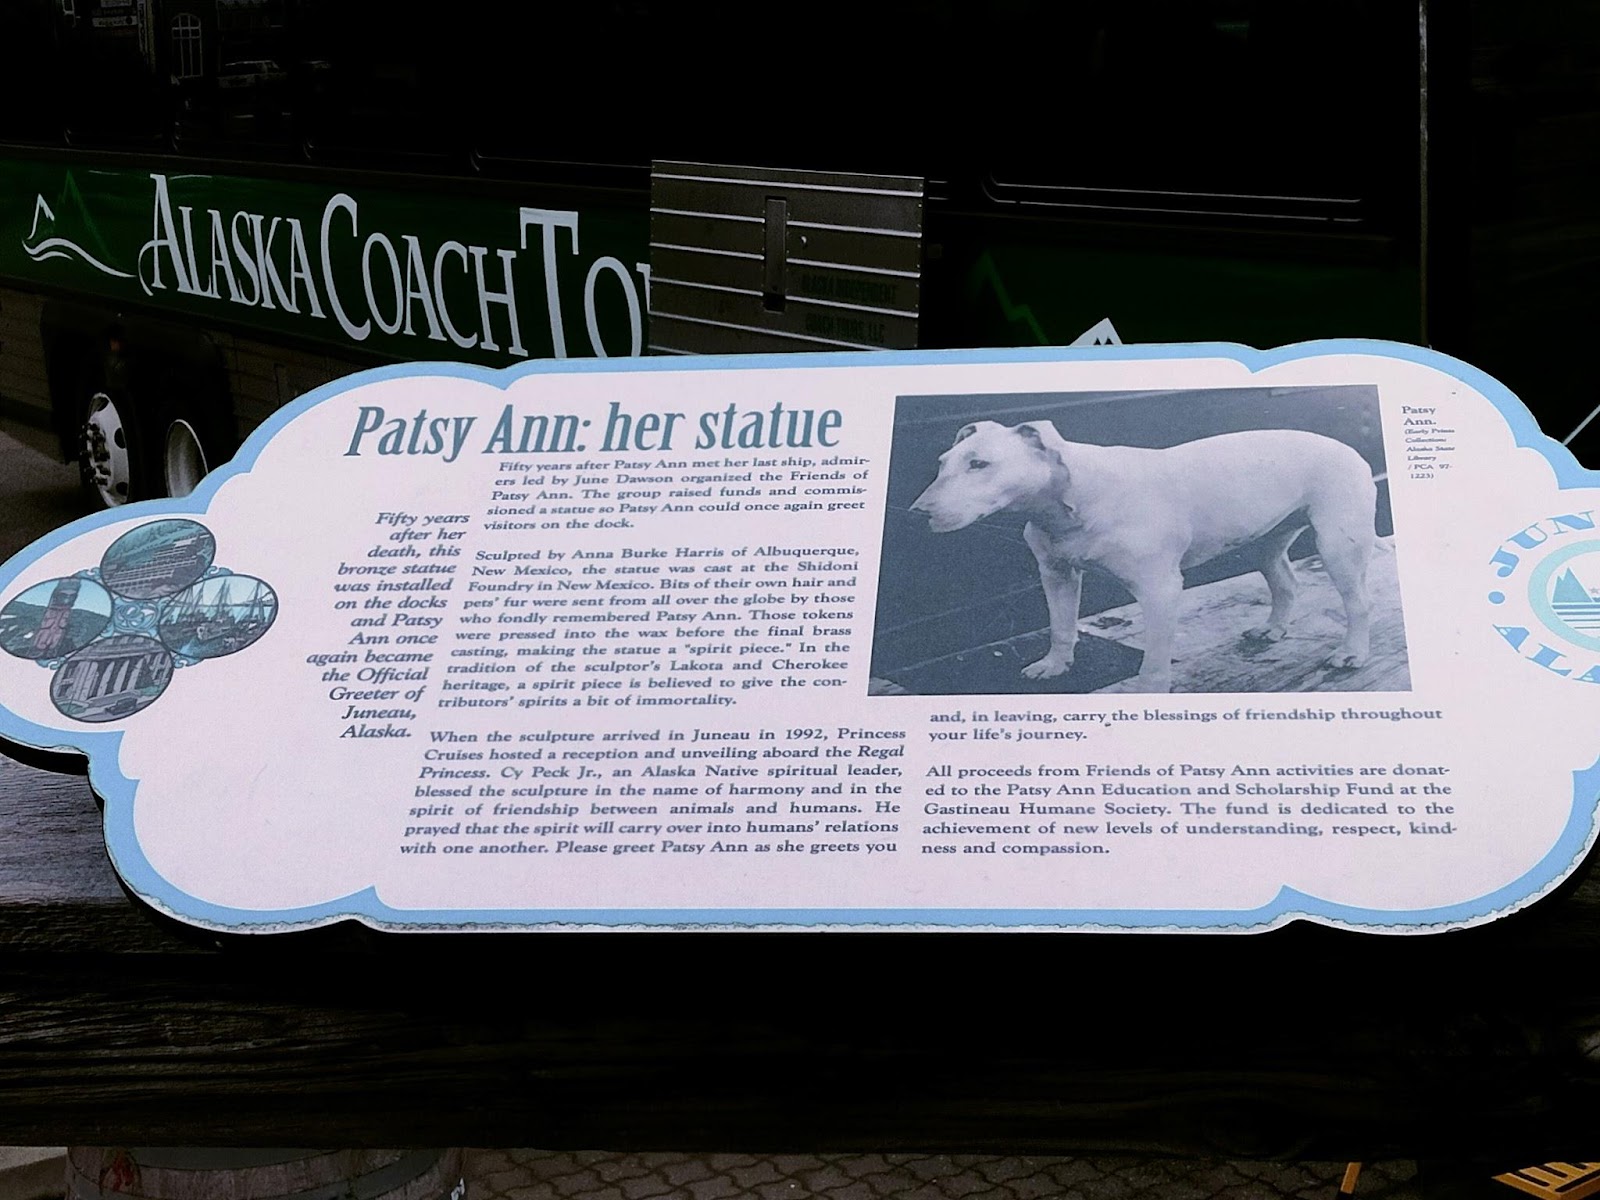 ALASKA COACH TO
ALASKA INDEPENDENT
COACH TOURS, LLC
Patsy Ann: her statue
Fifty years
after her
death, this
bronze statue
was installed
on the docks
and Patsy
Ann once
again became
the Official
Greeter of
Juneau,
Alaska.
Fifty years after Patsy Ann met her last ship, admir-
ers led by June Dawson organized the Friends of
Patsy Ann. The group raised funds and commis-
sioned a statue so Patsy Ann could once again greet
visitors on the dock.
Sculpted by Anna Burke Harris of Albuquerque,
New Mexico, the statue was cast at the Shidoni
Foundry in New Mexico. Bits of their own hair and
pets' fur were sent from all over the globe by those
who fondly remembered Patsy Ann. Those tokens
were pressed into the wax before the final brass
casting, making the statue a "spirit piece." In the
tradition of the sculptor's Lakota and Cherokee
heritage, a spirit piece is believed to give the con-
tributors' spirits a bit of immortality.
When the sculpture arrived in Juneau in 1992, Princess
Cruises hosted a reception and unveiling aboard the Regal
Princess. Cy Peck Jr., an Alaska Native spiritual leader,
blessed the sculpture in the name of harmony and in the
spirit of friendship between animals and humans. He
prayed that the spirit will carry over into humans' relations
with one another. Please greet Patsy Ann as she greets you
and, in leaving, carry the blessings of friendship throughout
your life's journey.
All proceeds from Friends of Patsy Ann activities are donat-
ed to the Patsy Ann Education and Scholarship Fund at the
Gastineau Humane Society. The fund is dedicated to the
achievement of new levels of understanding, respect, kind-
ness and compassion.
Patsy
Ann.
(Early Prints
Collection:
Alaska State
Library
/ PCA 97-
1223)
JUN
ALA